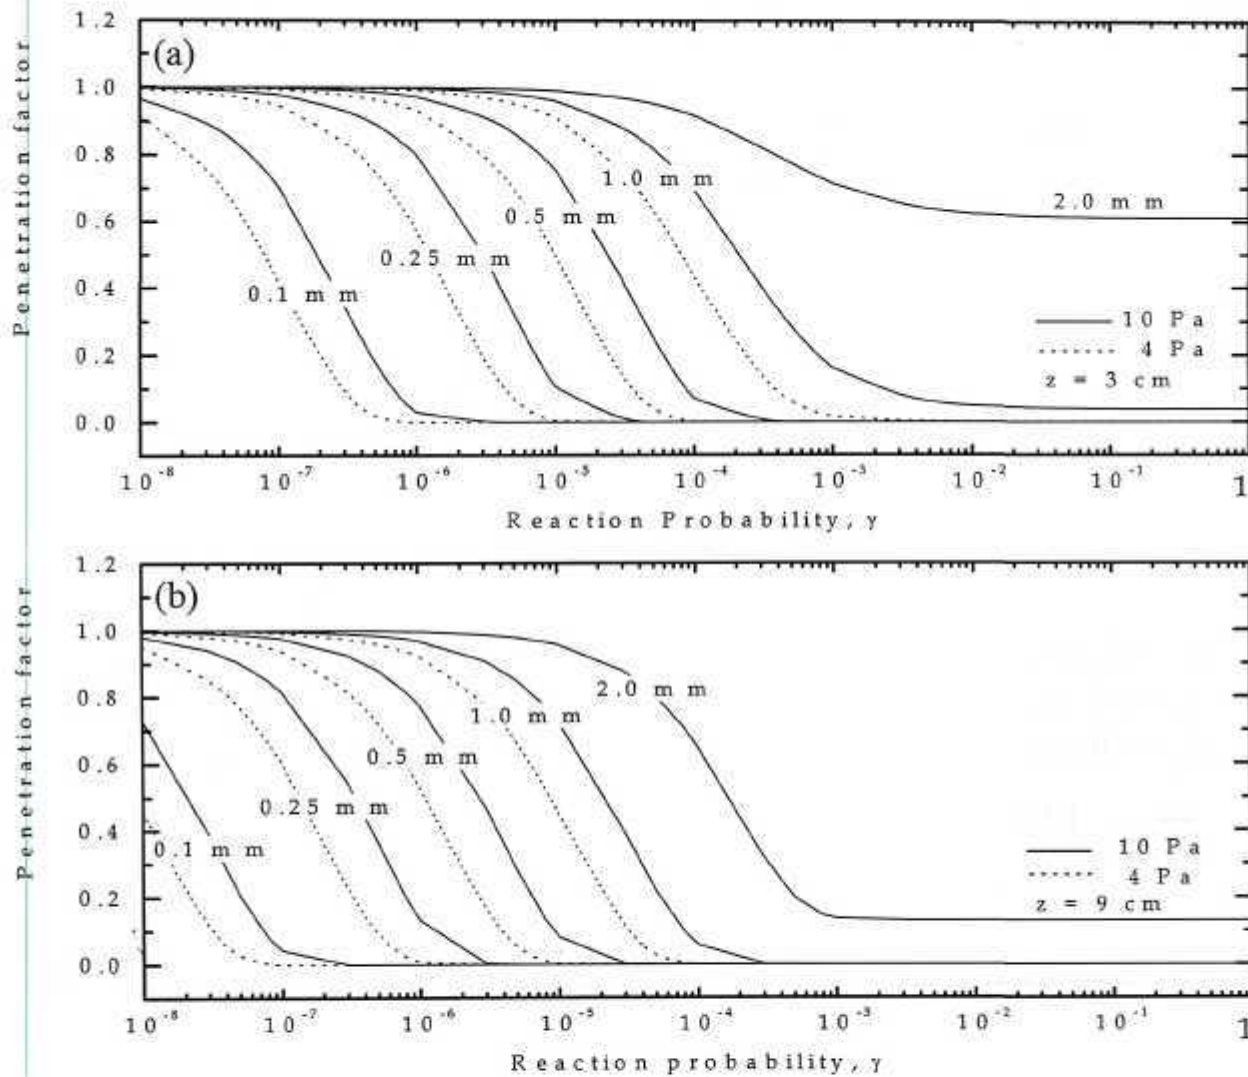 (a)
Penetration factor
1.2
1.0
0.8
0.6
0.4
0.2
0.0
0.1 mm
0.25 mm
0.5 mm
1.0 mm
2.0 mm
10 Pa
4 Pa
z = 3 cm
10⁻⁸ 10⁻⁷ 10⁻⁶ 10⁻⁵ 10⁻⁴ 10⁻³ 10⁻² 10⁻¹ 1
Reaction Probability, γ
(b)
Penetration factor
1.2
1.0
0.8
0.6
0.4
0.2
0.0
0.1 mm
0.25 mm
0.5 mm
1.0 mm
2.0 mm
10 Pa
4 Pa
z = 9 cm
10⁻⁸ 10⁻⁷ 10⁻⁶ 10⁻⁵ 10⁻⁴ 10⁻³ 10⁻² 10⁻¹ 1
Reaction probability, γ